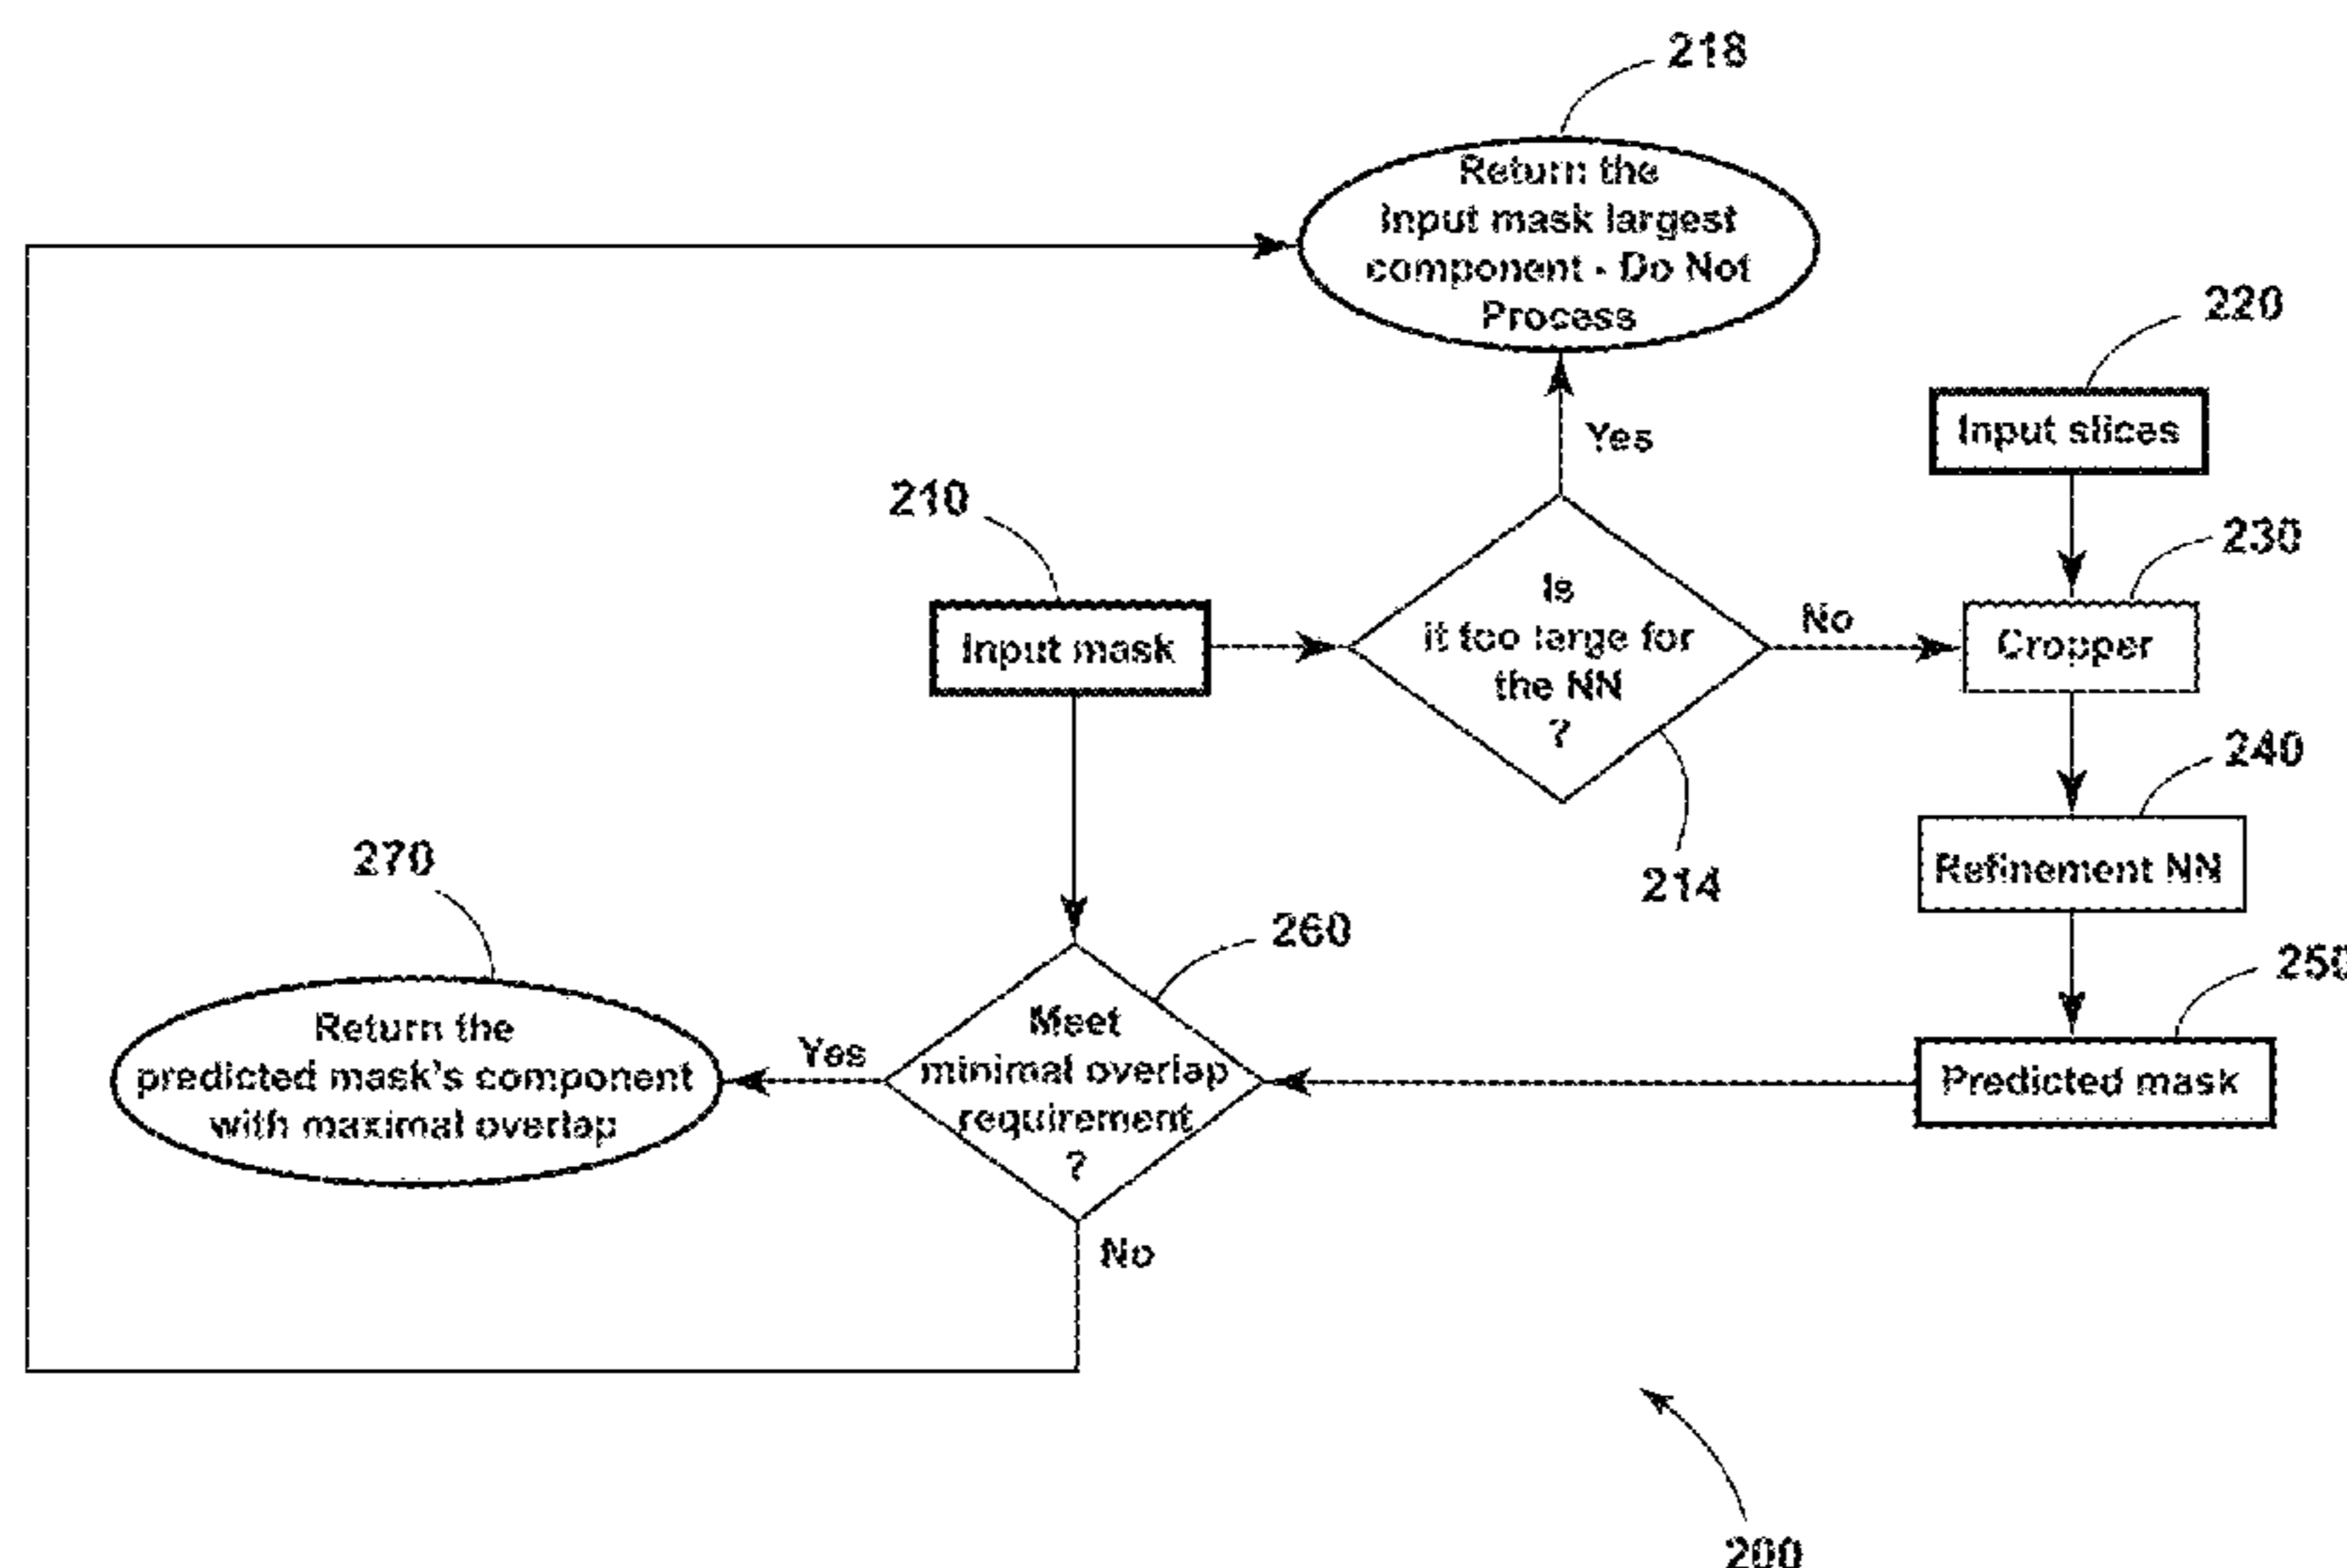 218
Return the
Input mask largest
component - Do Not
Process
220
Input slices
Yes
210
230
Input mask
Is
it too large for
the NN
?
No
Cropper
240
214
Refinement NN
270
260
250
Return the
predicted mask's component
with maximal overlap
Yes
Meet
minimal overlap
requirement
?
Predicted mask
No
200